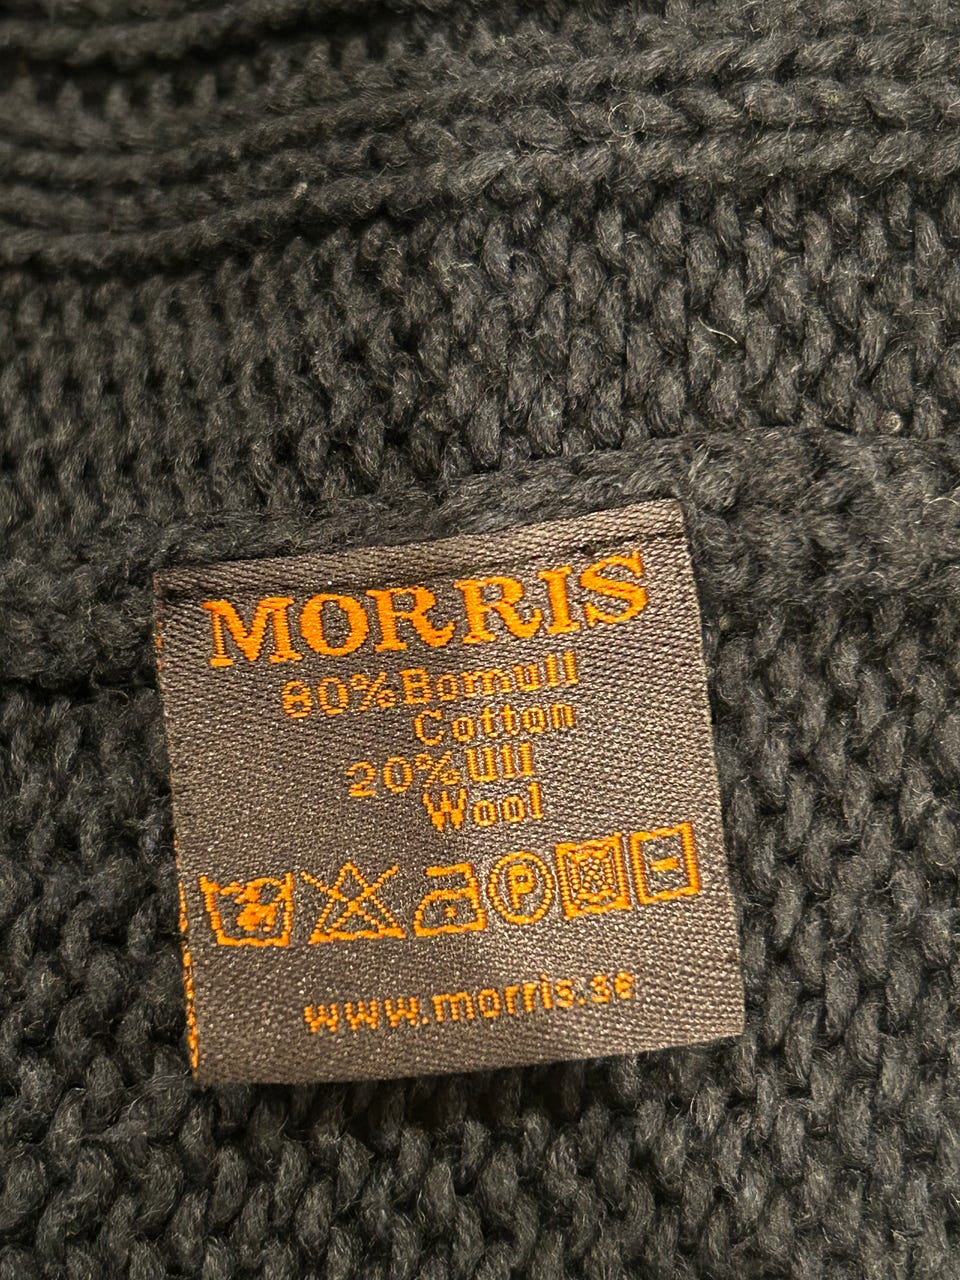 MORRIS
80%Bomull
Cotton
20%Ull
Wool
P
www.morris.se